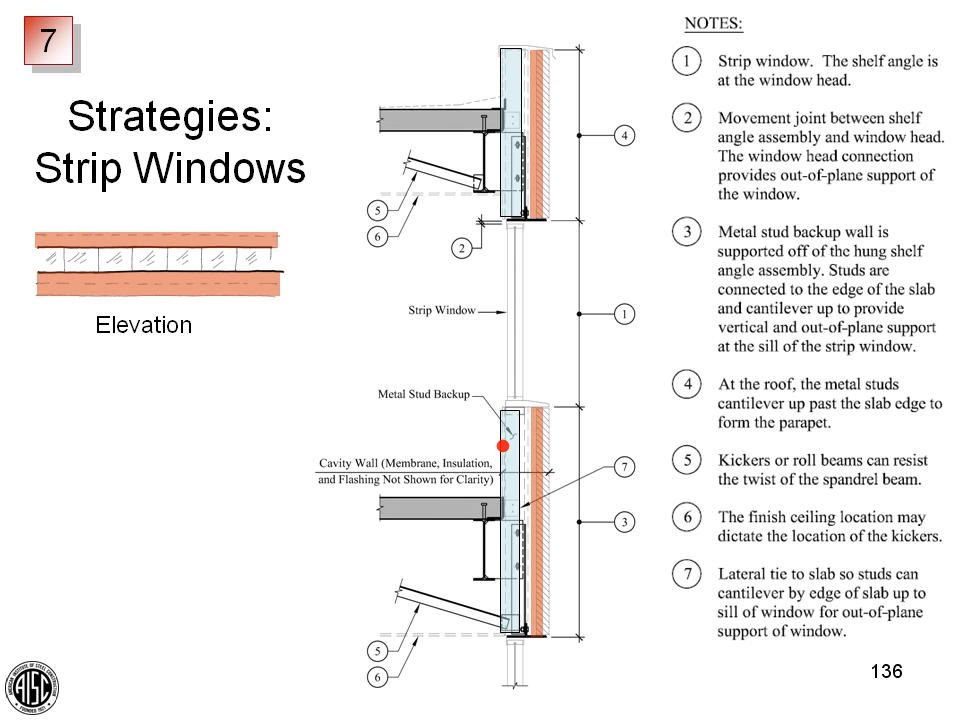 7
Strategies:
Strip Windows
Elevation
4
5
6
2
Strip Window
1
Metal Stud Backup
Cavity Wall (Membrane, Insulation,
and Flashing Not Shown for Clarity)
7
3
5
6
NOTES:
1 Strip window. The shelf angle is
at the window head.
2 Movement joint between shelf
angle assembly and window head.
The window head connection
provides out-of-plane support of
the window.
3 Metal stud backup wall is
supported off of the hung shelf
angle assembly. Studs are
connected to the edge of the slab
and cantilever up to provide
vertical and out-of-plane support
at the sill of the strip window.
4 At the roof, the metal studs
cantilever up past the slab edge to
form the parapet.
5 Kickers or roll beams can resist
the twist of the spandrel beam.
6 The finish ceiling location may
dictate the location of the kickers.
7 Lateral tie to slab so studs can
cantilever by edge of slab up to
sill of window for out-of-plane
support of window.
AMERICAN INSTITUTE OF STEEL CONSTRUCTION
AISC
FOUNDED 1921
136